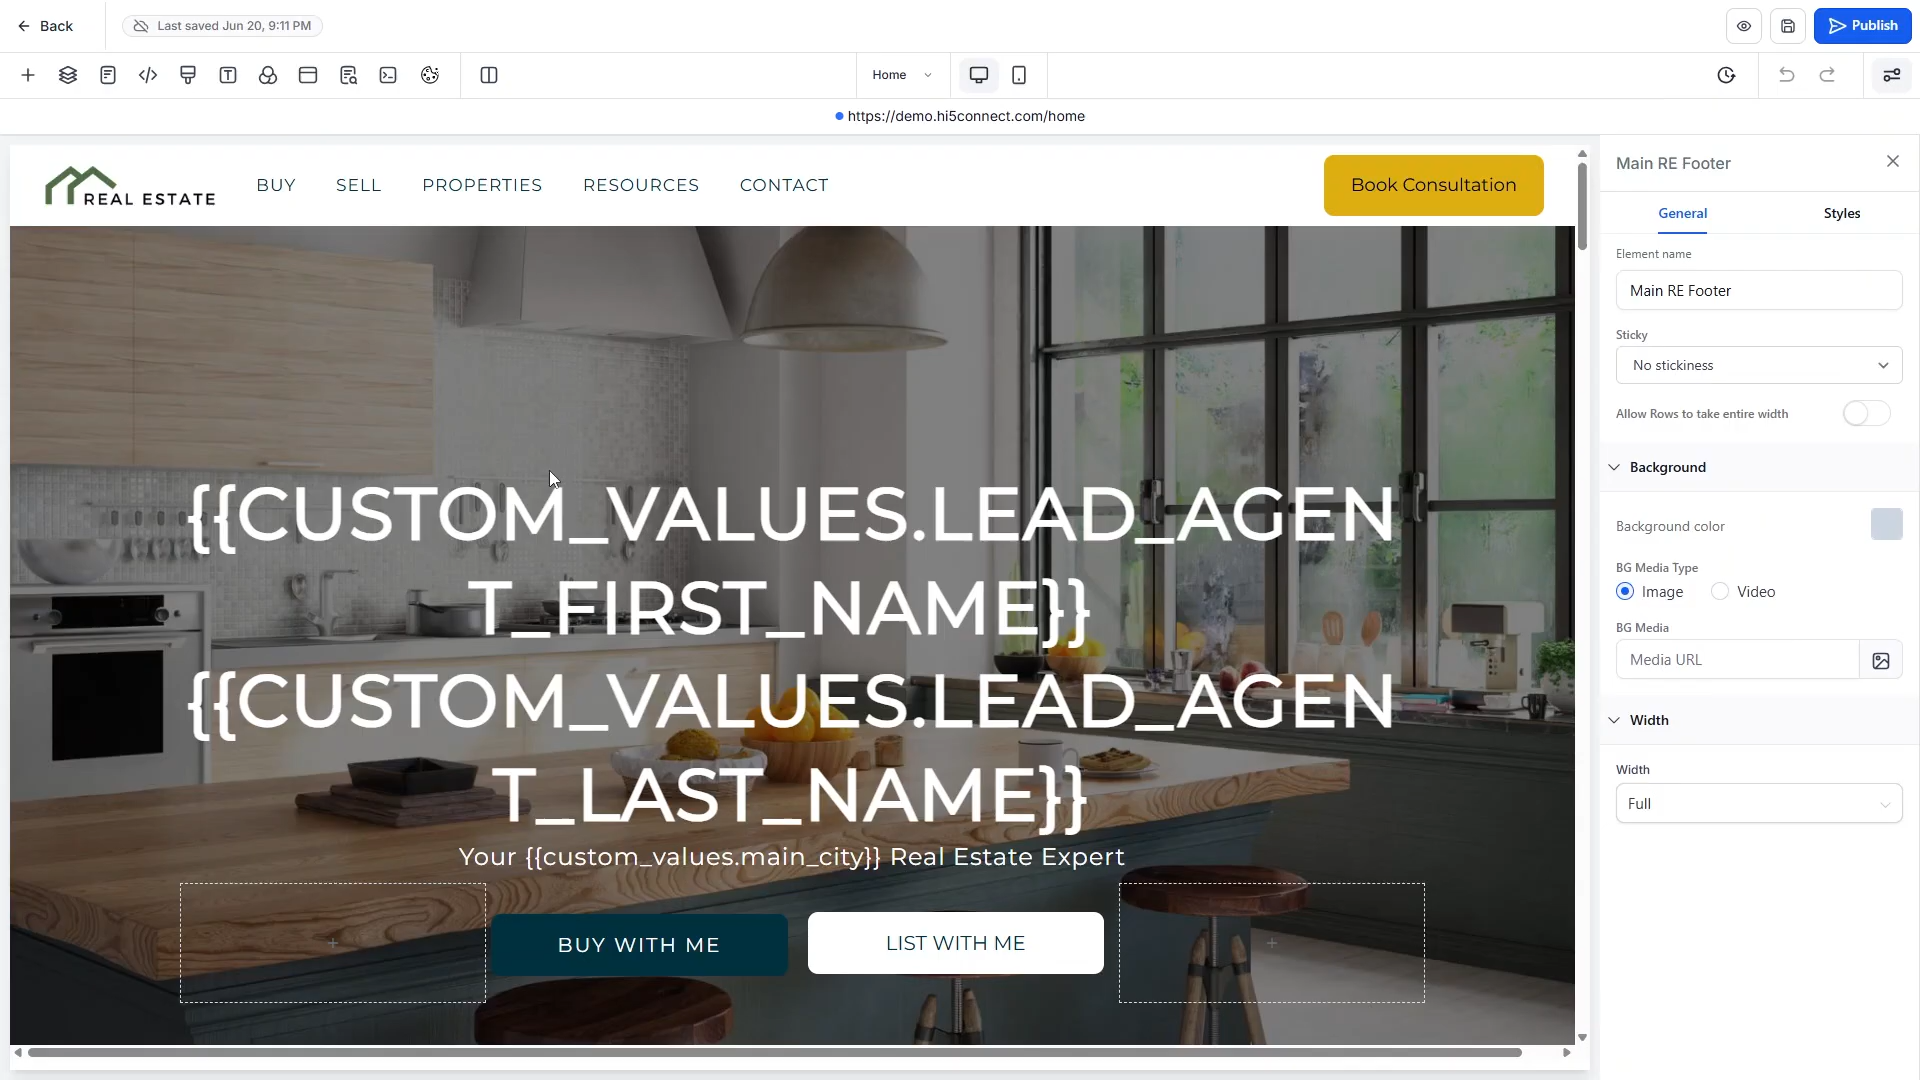 Back
Last saved Jun 20, 9:11 PM
Publish
Home
https://demo.hi5connect.com/home
REAL ESTATE
BUY
SELL
PROPERTIES
RESOURCES
CONTACT
Book Consultation
{{CUSTOM_VALUES.LEAD_AGEN
T_FIRST_NAME}}
{{CUSTOM_VALUES.LEAD_AGEN
T_LAST_NAME}}
Your {{custom_values.main_city}} Real Estate Expert
BUY WITH ME
LIST WITH ME
Main RE Footer
General
Styles
Element name
Main RE Footer
Sticky
No stickiness
Allow Rows to take entire width
Background
Background color
BG Media Type
Image
Video
BG Media
Media URL
Width
Width
Full